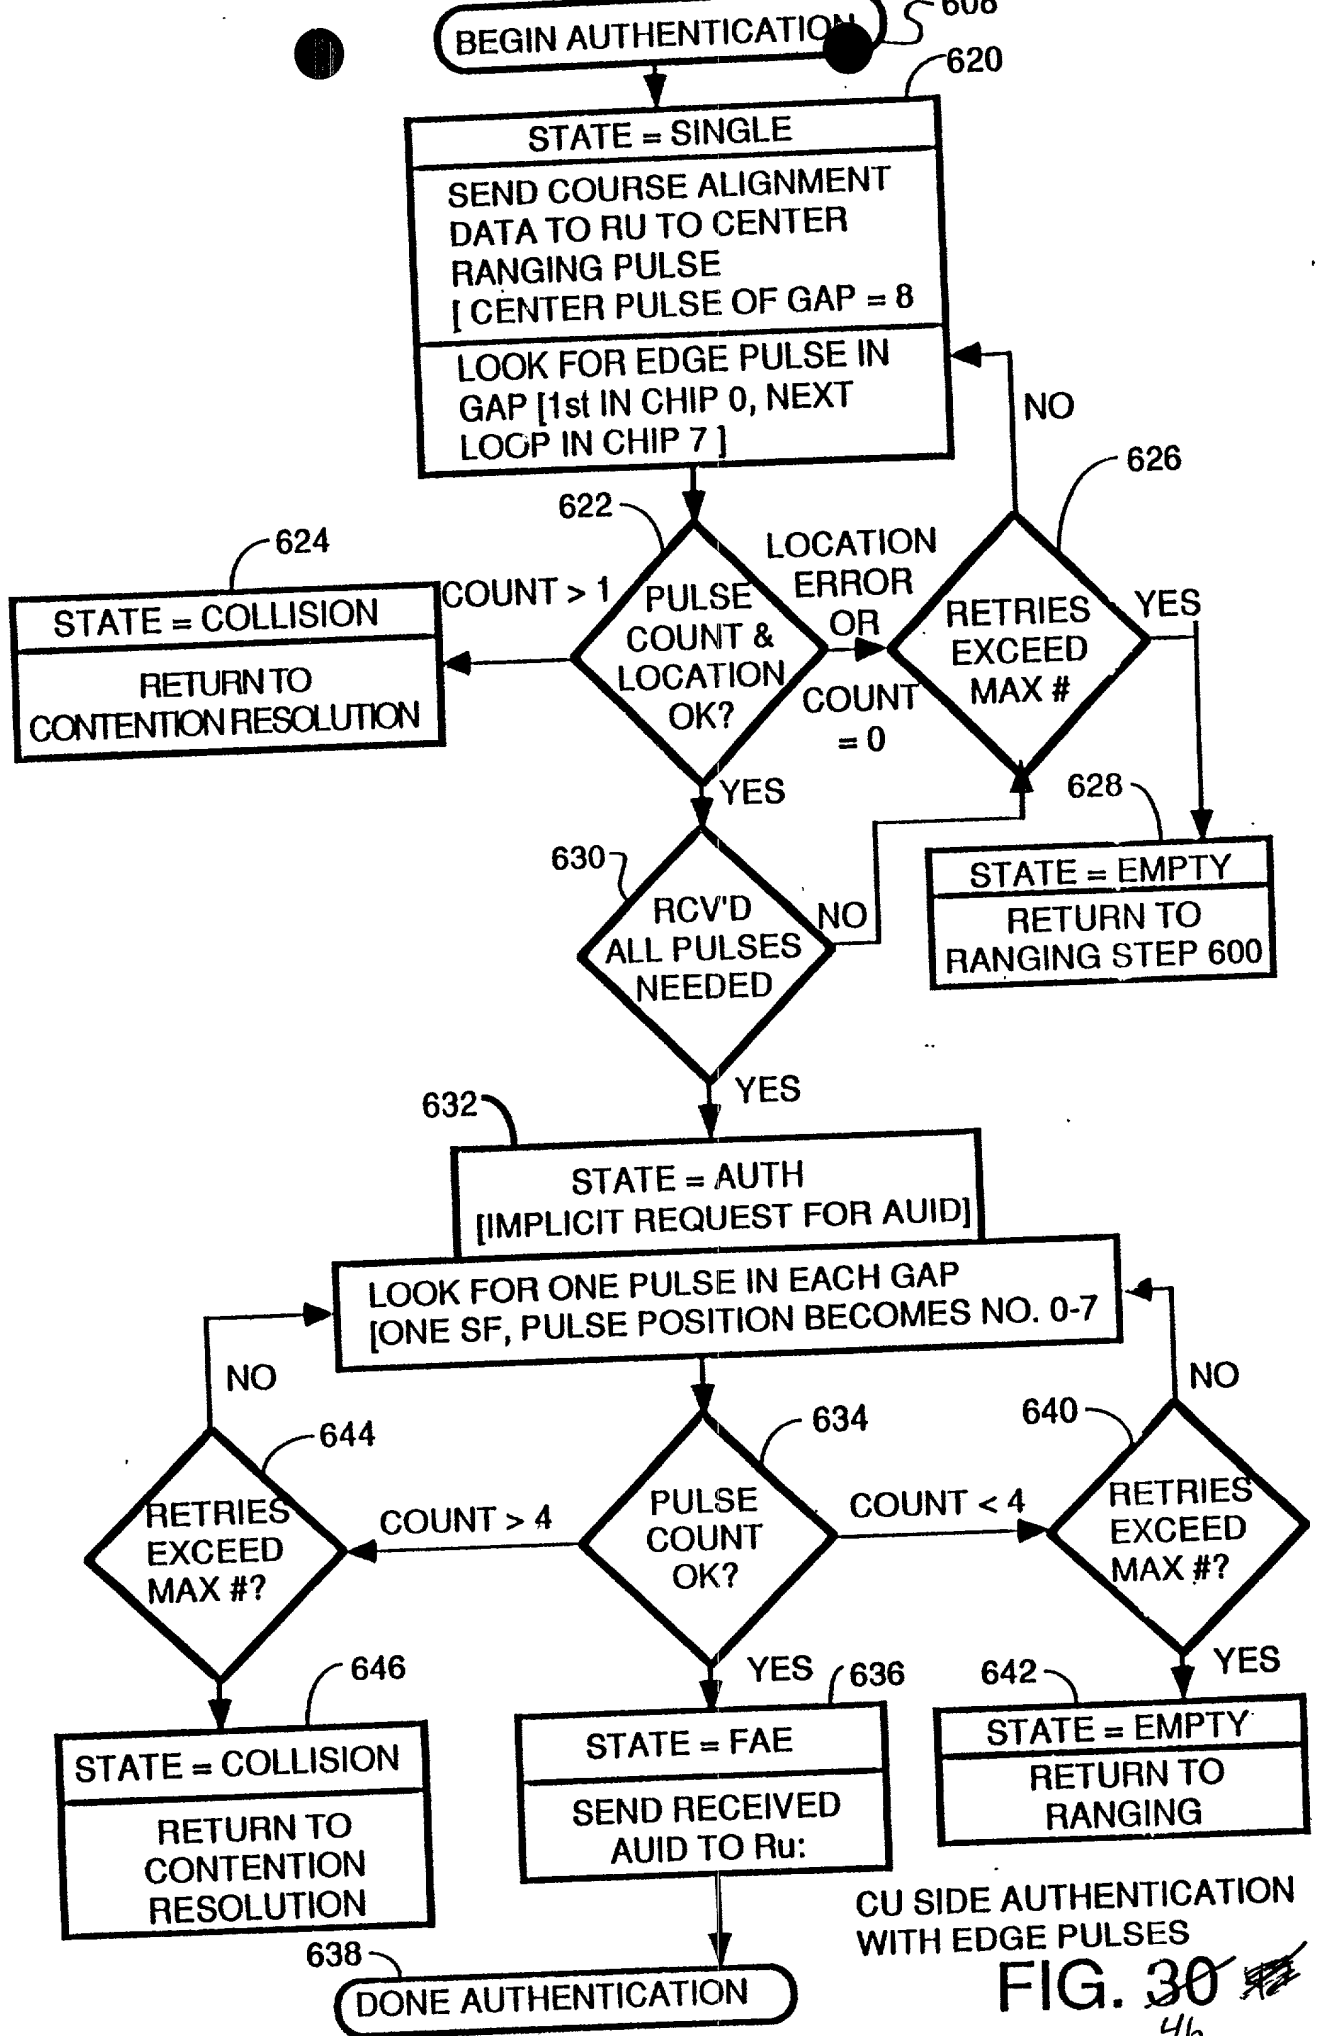 608
BEGIN AUTHENTICATION
620
STATE = SINGLE
SEND COURSE ALIGNMENT
DATA TO RU TO CENTER
RANGING PULSE
[ CENTER PULSE OF GAP = 8
LOOK FOR EDGE PULSE IN
GAP [1st IN CHIP 0, NEXT
LOOP IN CHIP 7 ]
NO
626
622
624
COUNT > 1
LOCATION
ERROR
OR
COUNT
= 0
PULSE
COUNT &
LOCATION
OK?
RETRIES
EXCEED
MAX #
YES
STATE = COLLISION
RETURN TO
CONTENTION RESOLUTION
YES
628
STATE = EMPTY
RETURN TO
RANGING STEP 600
630
RCV'D
ALL PULSES
NEEDED
NO
YES
632
STATE = AUTH
[IMPLICIT REQUEST FOR AUID]
LOOK FOR ONE PULSE IN EACH GAP
[ONE SF, PULSE POSITION BECOMES NO. 0-7
NO
NO
644
634
640
RETRIES
EXCEED
MAX #?
COUNT > 4
PULSE
COUNT
OK?
COUNT < 4
RETRIES
EXCEED
MAX #?
646
YES
636
642
YES
STATE = COLLISION
RETURN TO
CONTENTION
RESOLUTION
STATE = FAE
SEND RECEIVED
AUID TO Ru:
STATE = EMPTY
RETURN TO
RANGING
638
DONE AUTHENTICATION
CU SIDE AUTHENTICATION
WITH EDGE PULSES
FIG. 30
46